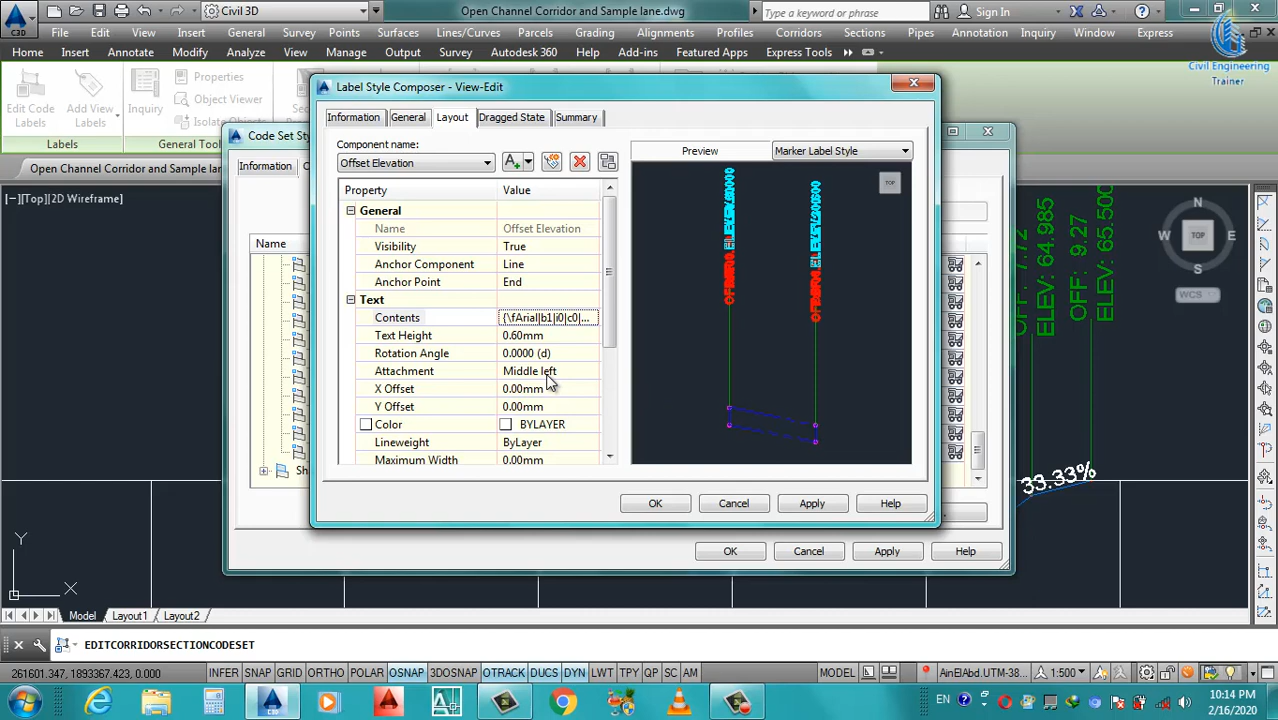 Civil 3D
Open Channel Corridor and Sample lane.dwg
Type a keyword or phrase
Sign In
File Edit View Insert General Survey Points Surfaces Lines/Curves Parcels Grading Alignments Profiles Corridors Sections Pipes Annotation Inquiry Window Express
Home Insert Annotate Modify Analyze View Manage Output Survey Autodesk 360 Help Add-ins Featured Apps Express Tools
Civil Engineering
Trainer
Edit Code
Labels
Add View
Labels
Inquiry
Properties
Object Viewer
Isolate Objects
Labels
General Tools
Open Channel Corridor and Sample lane
Code Set Style
Information
Name
Label Style Composer - View-Edit
Information General Layout Dragged State Summary
Component name:
Offset Elevation
Preview
Marker Label Style
Property Value
General
Name Offset Elevation
Visibility True
Anchor Component Line
Anchor Point End
Text
Contents {\fArial|b1|i0|c0|...
Text Height 0.60mm
Rotation Angle 0.0000 (d)
Attachment Middle left
X Offset 0.00mm
Y Offset 0.00mm
Color BYLAYER
Lineweight ByLayer
Maximum Width 0.00mm
TOP
OK Cancel Apply Help
OK Cancel Apply Help
[−][Top][2D Wireframe]
N
W TOP E
S
WCS
OFF: 7.72
ELEV: 64.985
OFF: 9.27
ELEV: 65.500
33.33%
Y
X
Model Layout1 Layout2
EDITCORRIDORSECTIONCODESET
INFER SNAP GRID ORTHO POLAR OSNAP 3DOSNAP OTRACK DUCS DYN LWT TPY QP SC AM
MODEL
AinElAbd.UTM-38...
1:500
EN
10:14 PM
2/16/2020